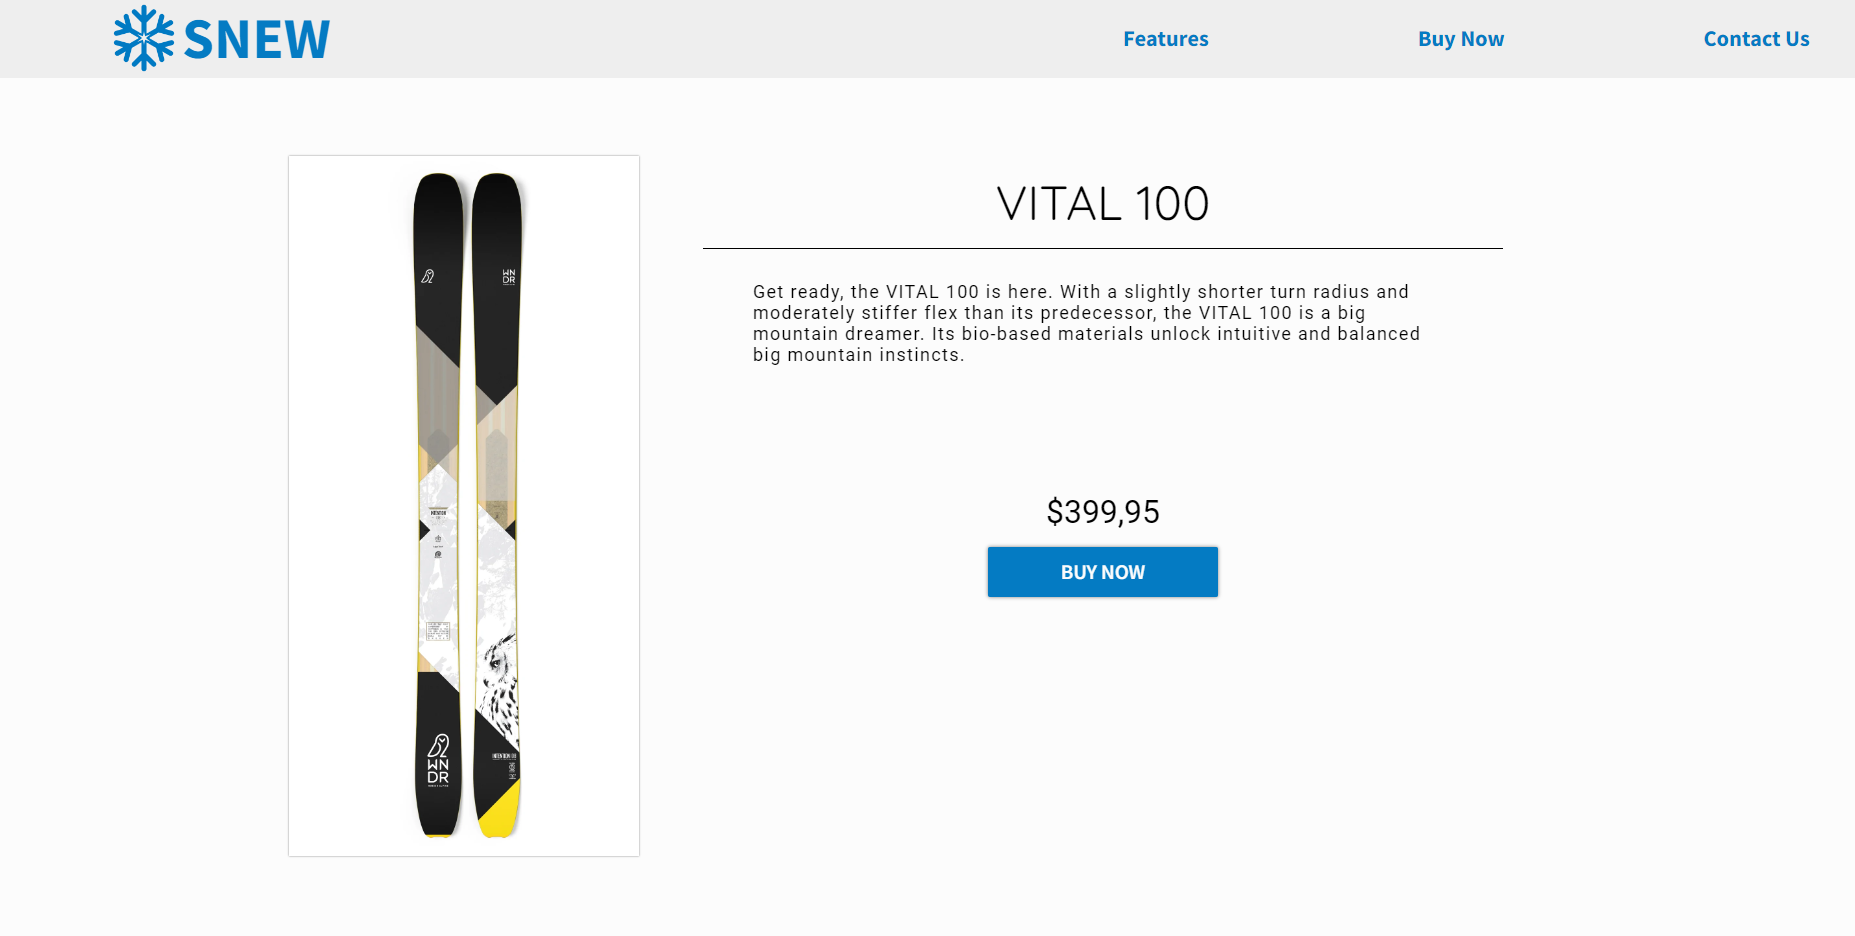 SNEW
Features
Buy Now
Contact Us
VITAL 100
Get ready, the VITAL 100 is here. With a slightly shorter turn radius and
moderately stiffer flex than its predecessor, the VITAL 100 is a big
mountain dreamer. Its bio-based materials unlock intuitive and balanced
big mountain instincts.
$399,95
BUY NOW
WN
DR
WN
DR